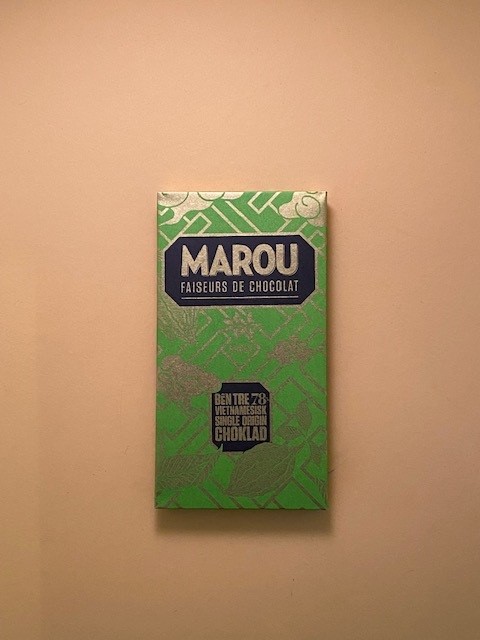 MAROU
FAISEURS DE CHOCOLAT
BEN TRE 78%
VIETNAMESISK
SINGLE ORIGIN
CHOKLAD